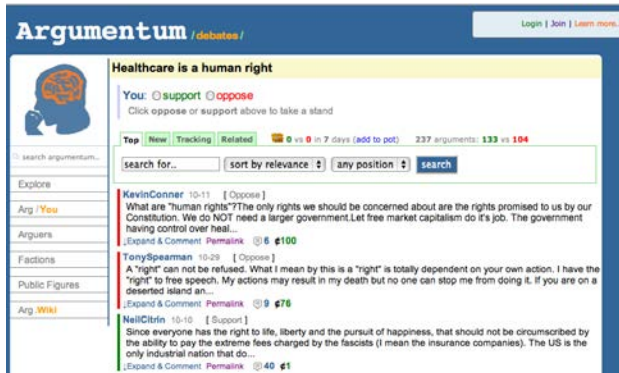 Argumentum /debates/
Login | Join | Learn more..
Healthcare is a human right
You: support oppose
Click oppose or support above to take a stand
Top New Tracking Related 0 vs 0 in 7 days (add to pot) 237 arguments: 133 vs 104
search argumentum...
search for.. sort by relevance any position search
Explore
Arg /You
Arguers
Factions
Public Figures
Arg.Wiki
KevinConner 10-11 [ Oppose ]
What are "human rights"?The only rights we should be concerned about are the rights promised to us by our
Constitution. We do NOT need a larger government.Let free market capitalism do it's job. The government
having control over heal...
↓Expand & Comment Permalink 6 ¢100
TonySpearman 10-29 [ Oppose ]
A "right" can not be refused. What I mean by this is a "right" is totally dependent on your own action. I have the
"right" to free speech. My actions may result in my death but no one can stop me from doing it. If you are on a
deserted island an...
↓Expand & Comment Permalink 9 ¢76
NeilCitrin 10-10 [ Support ]
Since everyone has the right to life, liberty and the pursuit of happiness, that should not be circumscribed by
the ability to pay the extreme fees charged by the fascists (I mean the insurance companies). The US is the
only industrial nation that do...
↓Expand & Comment Permalink 40 ¢1